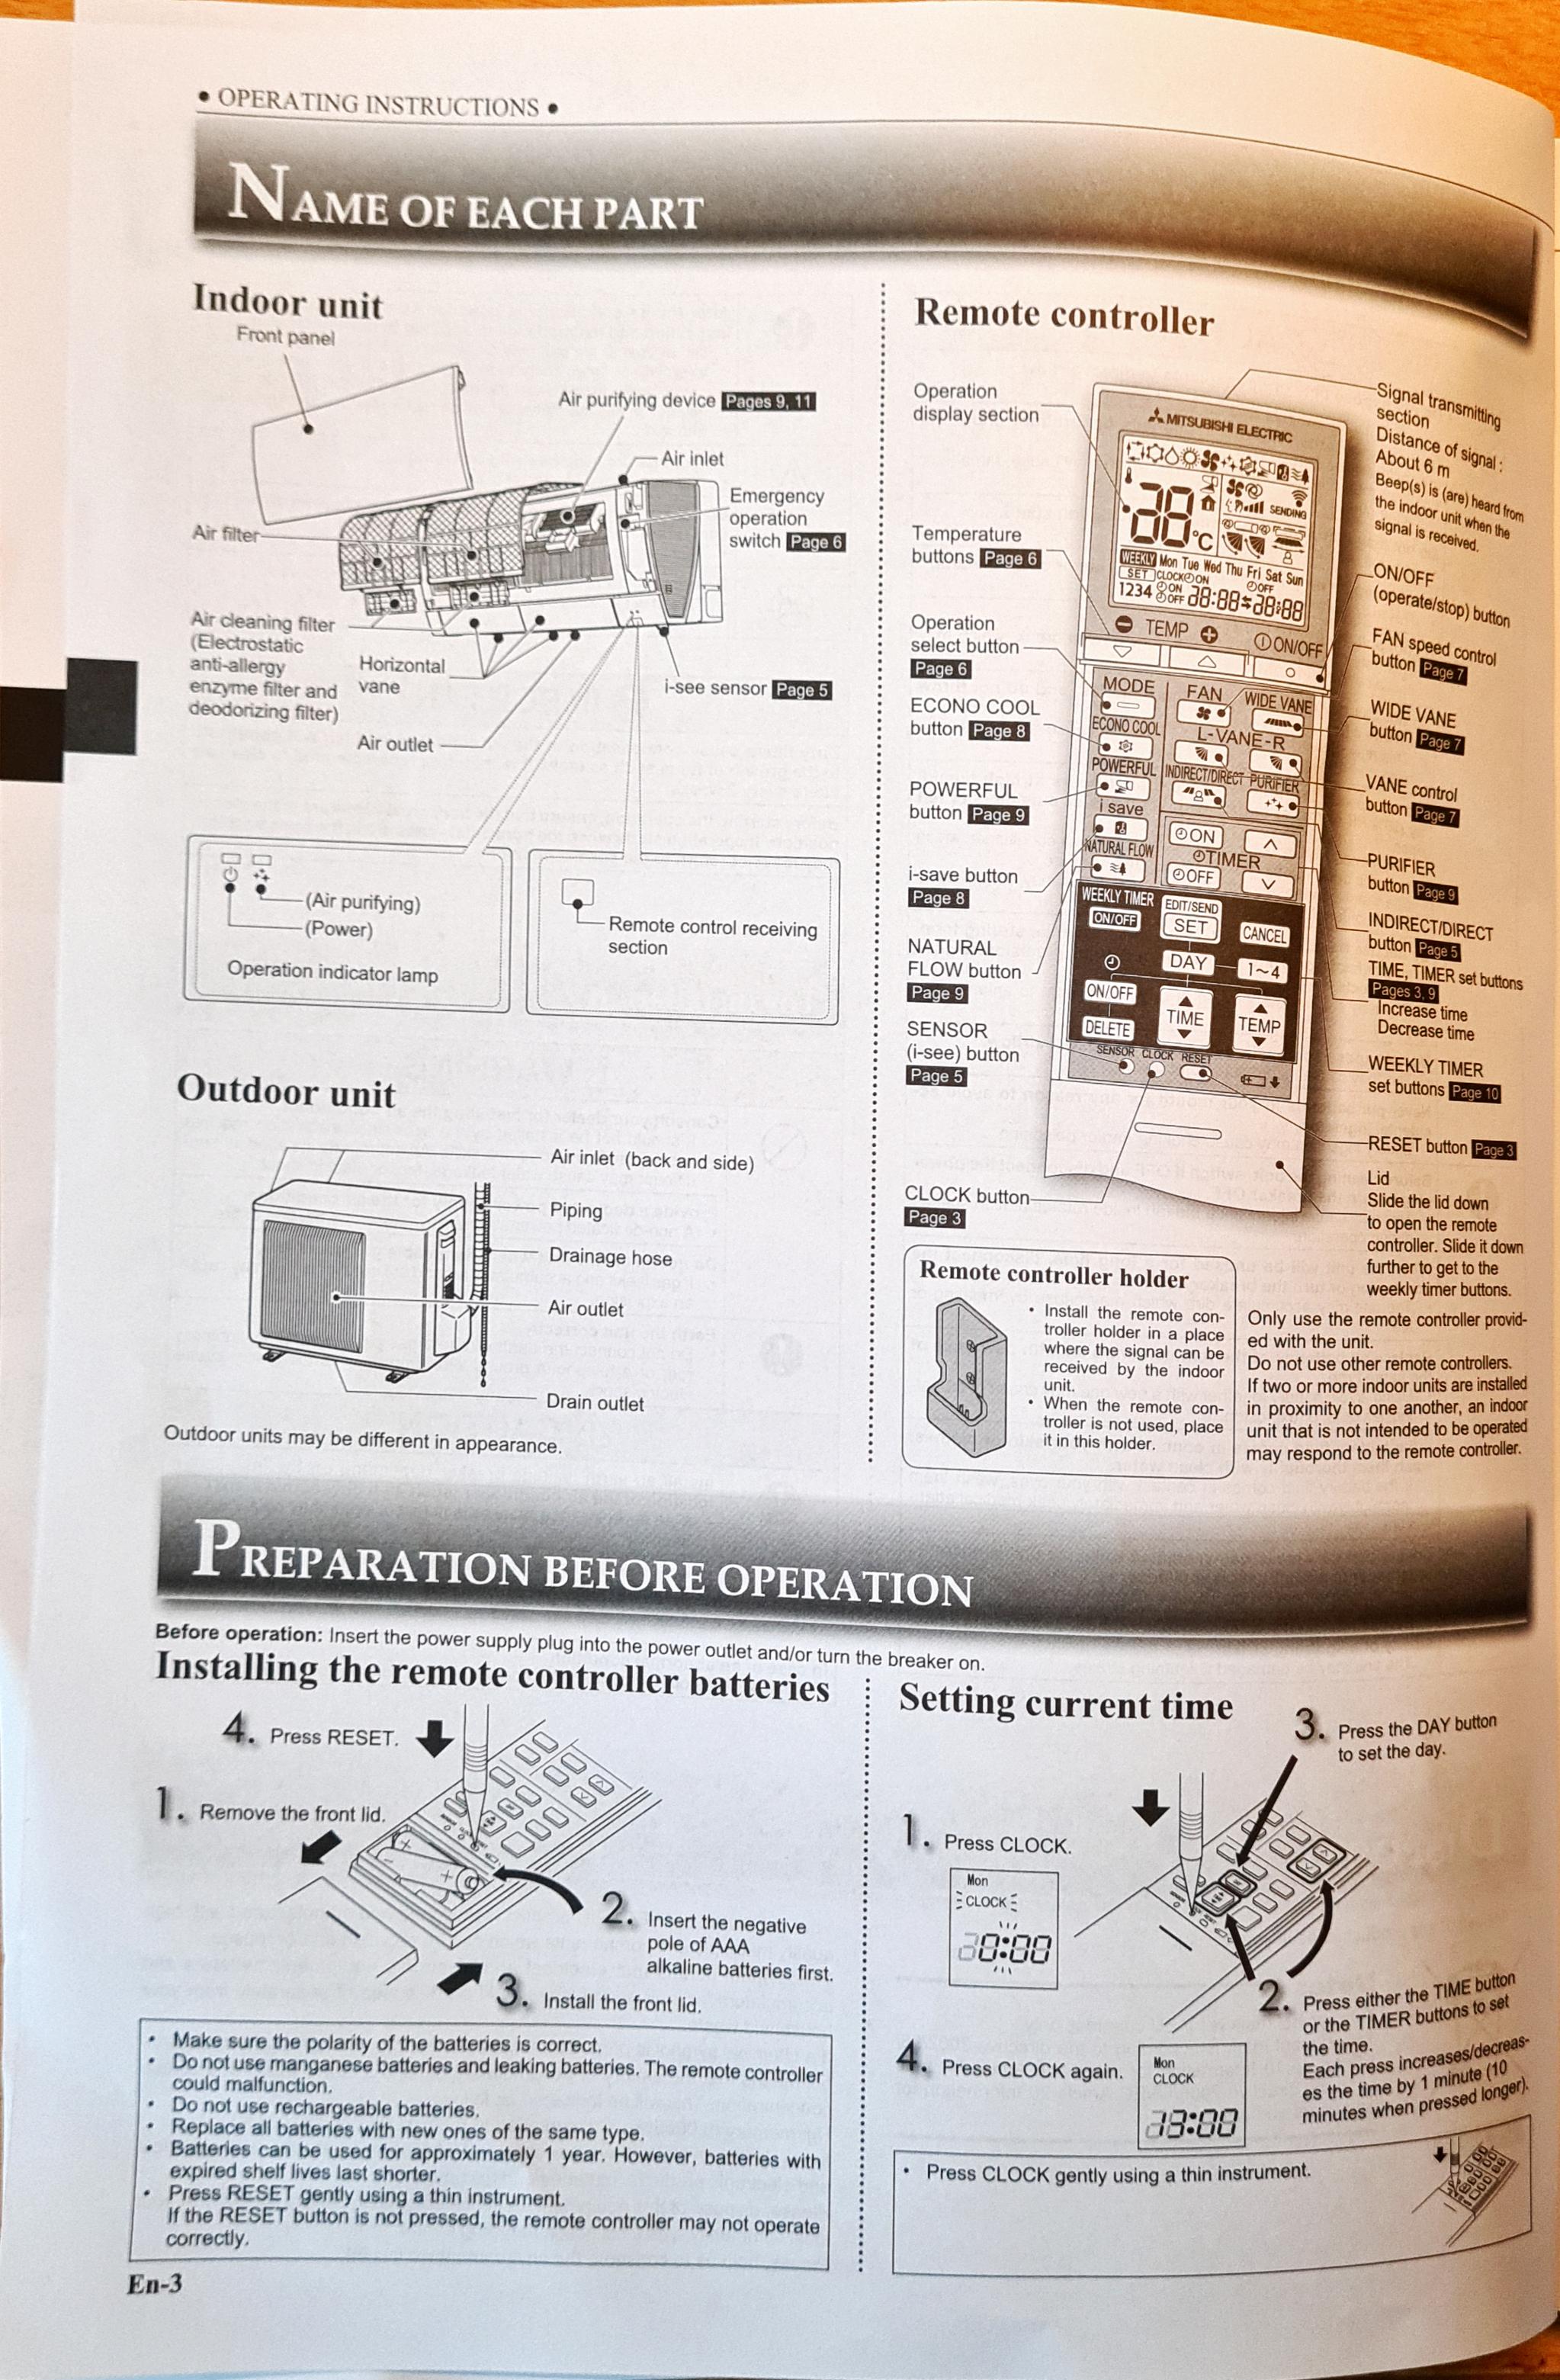 • OPERATING INSTRUCTIONS •
NAME OF EACH PART
Indoor unit
Front panel
Air purifying device Pages 9, 11
Air inlet
Emergency
operation
switch Page 6
Air filter
Air cleaning filter
(Electrostatic
anti-allergy
enzyme filter and
deodorizing filter)
Horizontal
vane
i-see sensor Page 5
Air outlet
(Air purifying)
(Power)
Operation indicator lamp
Remote control receiving
section
Outdoor unit
Air inlet (back and side)
Piping
Drainage hose
Air outlet
Drain outlet
Outdoor units may be different in appearance.
Remote controller
Operation
display section
Temperature
buttons Page 6
Operation
select button
Page 6
ECONO COOL
button Page 8
POWERFUL
button Page 9
i-save button
Page 8
NATURAL
FLOW button
Page 9
SENSOR
(i-see) button
Page 5
CLOCK button
Page 3
MITSUBISHI ELECTRIC
SENDING
88°C
WEEKLY Mon Tue Wed Thu Fri Sat Sun
SET CLOCK ON OFF
1234 ON OFF 88:88 88:88
TEMP ON/OFF
MODE FAN WIDE VANE
ECONO COOL L-VANE-R
POWERFUL INDIRECT/DIRECT PURIFIER
i save
ON
NATURAL FLOW TIMER
OFF
WEEKLY TIMER EDIT/SEND
ON/OFF SET CANCEL
DAY 1~4
ON/OFF TIME TEMP
DELETE
SENSOR CLOCK RESET
Signal transmitting
section
Distance of signal :
About 6 m
Beep(s) is (are) heard from
the indoor unit when the
signal is received.
ON/OFF
(operate/stop) button
FAN speed control
button Page 7
WIDE VANE
button Page 7
VANE control
button Page 7
PURIFIER
button Page 9
INDIRECT/DIRECT
button Page 5
TIME, TIMER set buttons
Pages 3, 9
Increase time
Decrease time
WEEKLY TIMER
set buttons Page 10
RESET button Page 3
Lid
Slide the lid down
to open the remote
controller. Slide it down
further to get to the
weekly timer buttons.
Remote controller holder
• Install the remote con-
troller holder in a place
where the signal can be
received by the indoor
unit.
• When the remote con-
troller is not used, place
it in this holder.
Only use the remote controller provid-
ed with the unit.
Do not use other remote controllers.
If two or more indoor units are installed
in proximity to one another, an indoor
unit that is not intended to be operated
may respond to the remote controller.
PREPARATION BEFORE OPERATION
Before operation: Insert the power supply plug into the power outlet and/or turn the breaker on.
Installing the remote controller batteries
4. Press RESET.
1. Remove the front lid.
2. Insert the negative
pole of AAA
alkaline batteries first.
3. Install the front lid.
• Make sure the polarity of the batteries is correct.
• Do not use manganese batteries and leaking batteries. The remote controller
could malfunction.
• Do not use rechargeable batteries.
• Replace all batteries with new ones of the same type.
• Batteries can be used for approximately 1 year. However, batteries with
expired shelf lives last shorter.
• Press RESET gently using a thin instrument.
If the RESET button is not pressed, the remote controller may not operate
correctly.
Setting current time
3. Press the DAY button
to set the day.
1. Press CLOCK.
Mon
CLOCK
0:00
2. Press either the TIME button
or the TIMER buttons to set
the time.
Each press increases/decreas-
es the time by 1 minute (10
minutes when pressed longer).
4. Press CLOCK again.
Mon
CLOCK
13:00
• Press CLOCK gently using a thin instrument.
En-3